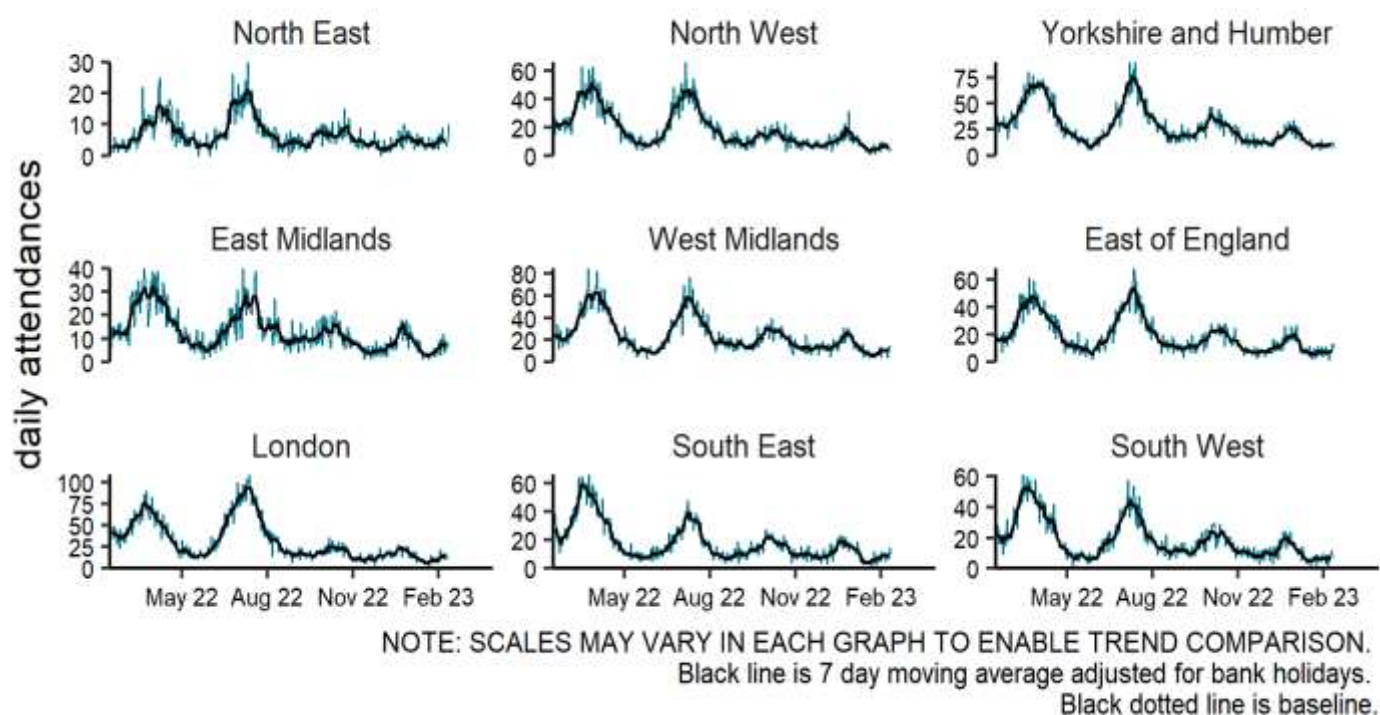 daily attendances
North East
30
20
10
0
North West
60
40
20
0
Yorkshire and Humber
75
50
25
0
East Midlands
40
30
20
10
0
West Midlands
80
60
40
20
0
East of England
60
40
20
0
London
100
75
50
25
0
May 22 Aug 22 Nov 22 Feb 23
South East
60
40
20
0
May 22 Aug 22 Nov 22 Feb 23
South West
60
40
20
0
May 22 Aug 22 Nov 22 Feb 23
NOTE: SCALES MAY VARY IN EACH GRAPH TO ENABLE TREND COMPARISON.
Black line is 7 day moving average adjusted for bank holidays.
Black dotted line is baseline.